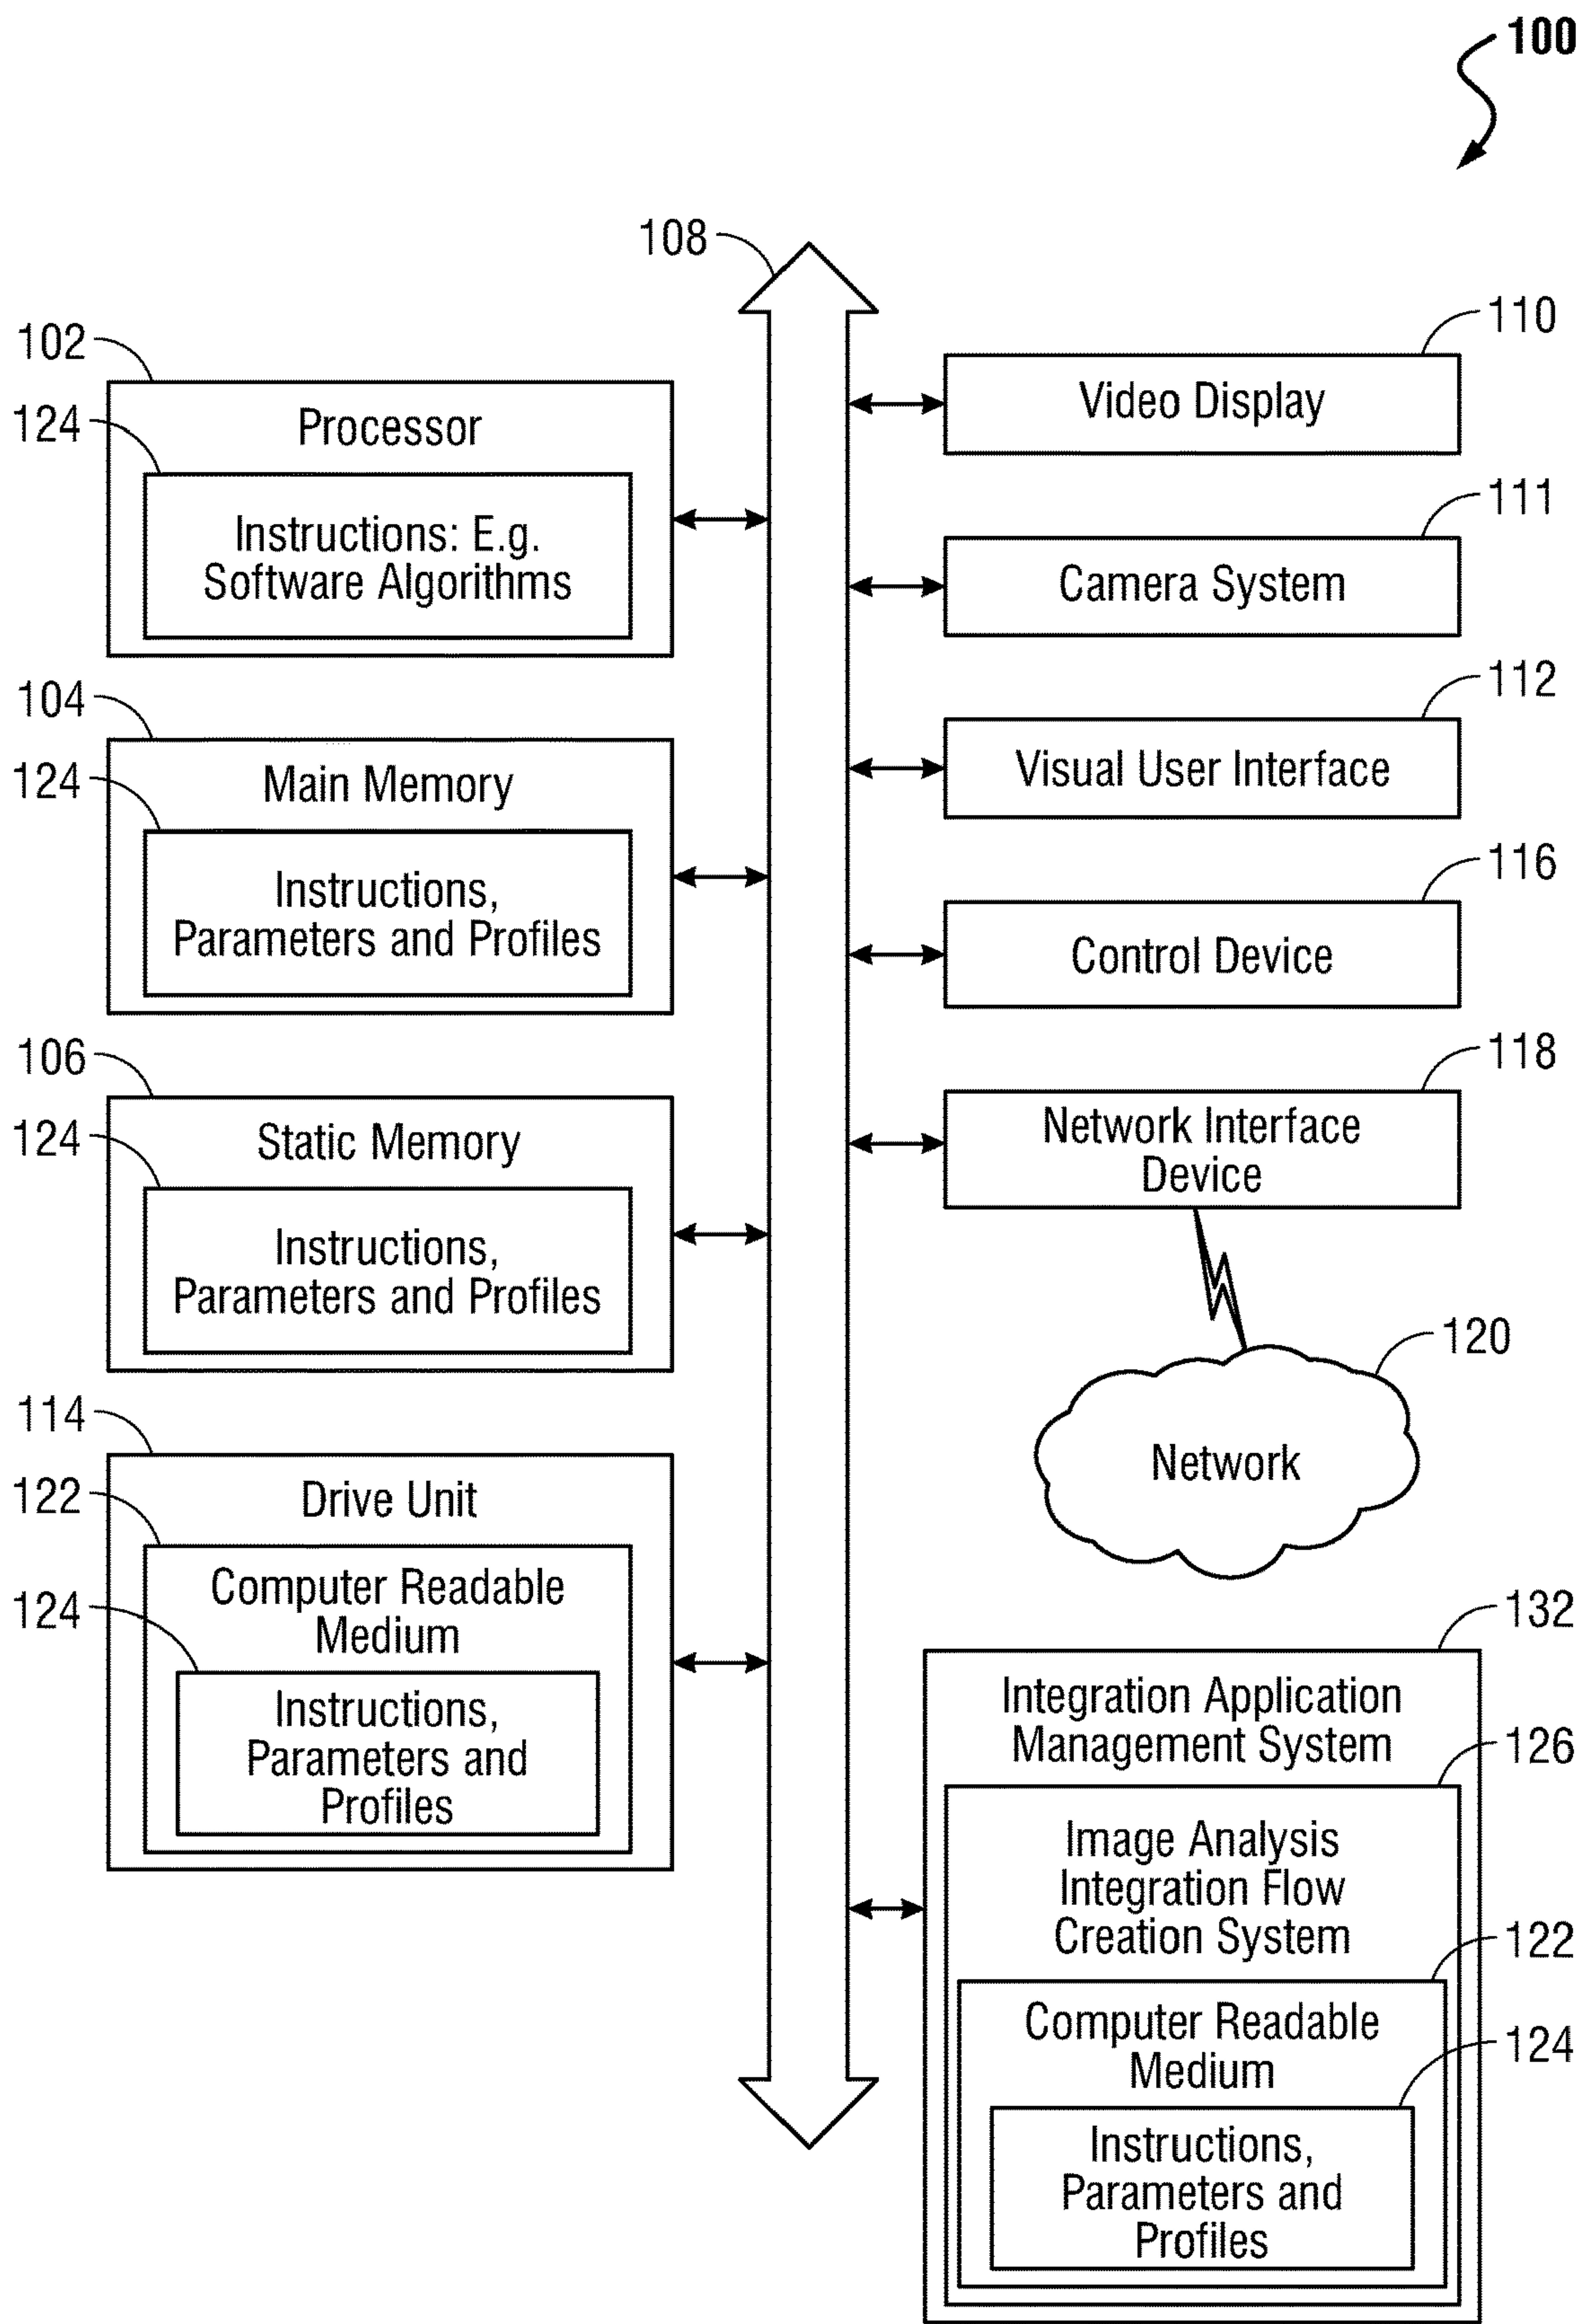 100
108
102
124
Processor
Instructions: E.g.
Software Algorithms
104
124
Main Memory
Instructions,
Parameters and Profiles
106
124
Static Memory
Instructions,
Parameters and Profiles
114
122
124
Drive Unit
Computer Readable
Medium
Instructions,
Parameters and
Profiles
110
Video Display
111
Camera System
112
Visual User Interface
116
Control Device
118
Network Interface
Device
120
Network
132
Integration Application
Management System
126
Image Analysis
Integration Flow
Creation System
122
Computer Readable
Medium
124
Instructions,
Parameters and
Profiles